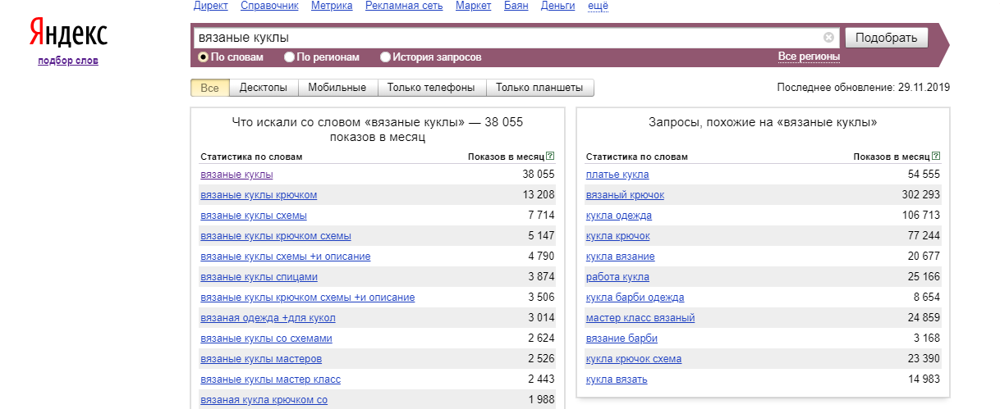 Директ Справочник Метрика Рекламная сеть Маркет Баян Деньги ещё
Яндекс
подбор слов
вязаные куклы
Подобрать
По словам По регионам История запросов Все регионы
Все Десктопы Мобильные Только телефоны Только планшеты
Последнее обновление: 29.11.2019
Что искали со словом «вязаные куклы» — 38 055
показов в месяц
Статистика по словам Показов в месяц ?
вязаные куклы 38 055
вязаные куклы крючком 13 208
вязаные куклы схемы 7 714
вязаные куклы крючком схемы 5 147
вязаные куклы схемы +и описание 4 790
вязаные куклы спицами 3 874
вязаные куклы крючком схемы +и описание 3 506
вязаная одежда +для кукол 3 014
вязаные куклы со схемами 2 624
вязаные куклы мастеров 2 526
вязаные куклы мастер класс 2 443
вязаная кукла крючком со 1 988
Запросы, похожие на «вязаные куклы»
Статистика по словам Показов в месяц ?
платье кукла 54 555
вязаный крючок 302 293
кукла одежда 106 713
кукла крючок 77 244
кукла вязание 20 677
работа кукла 25 166
кукла барби одежда 8 654
мастер класс вязаный 24 859
вязание барби 3 168
кукла крючок схема 23 390
кукла вязать 14 983